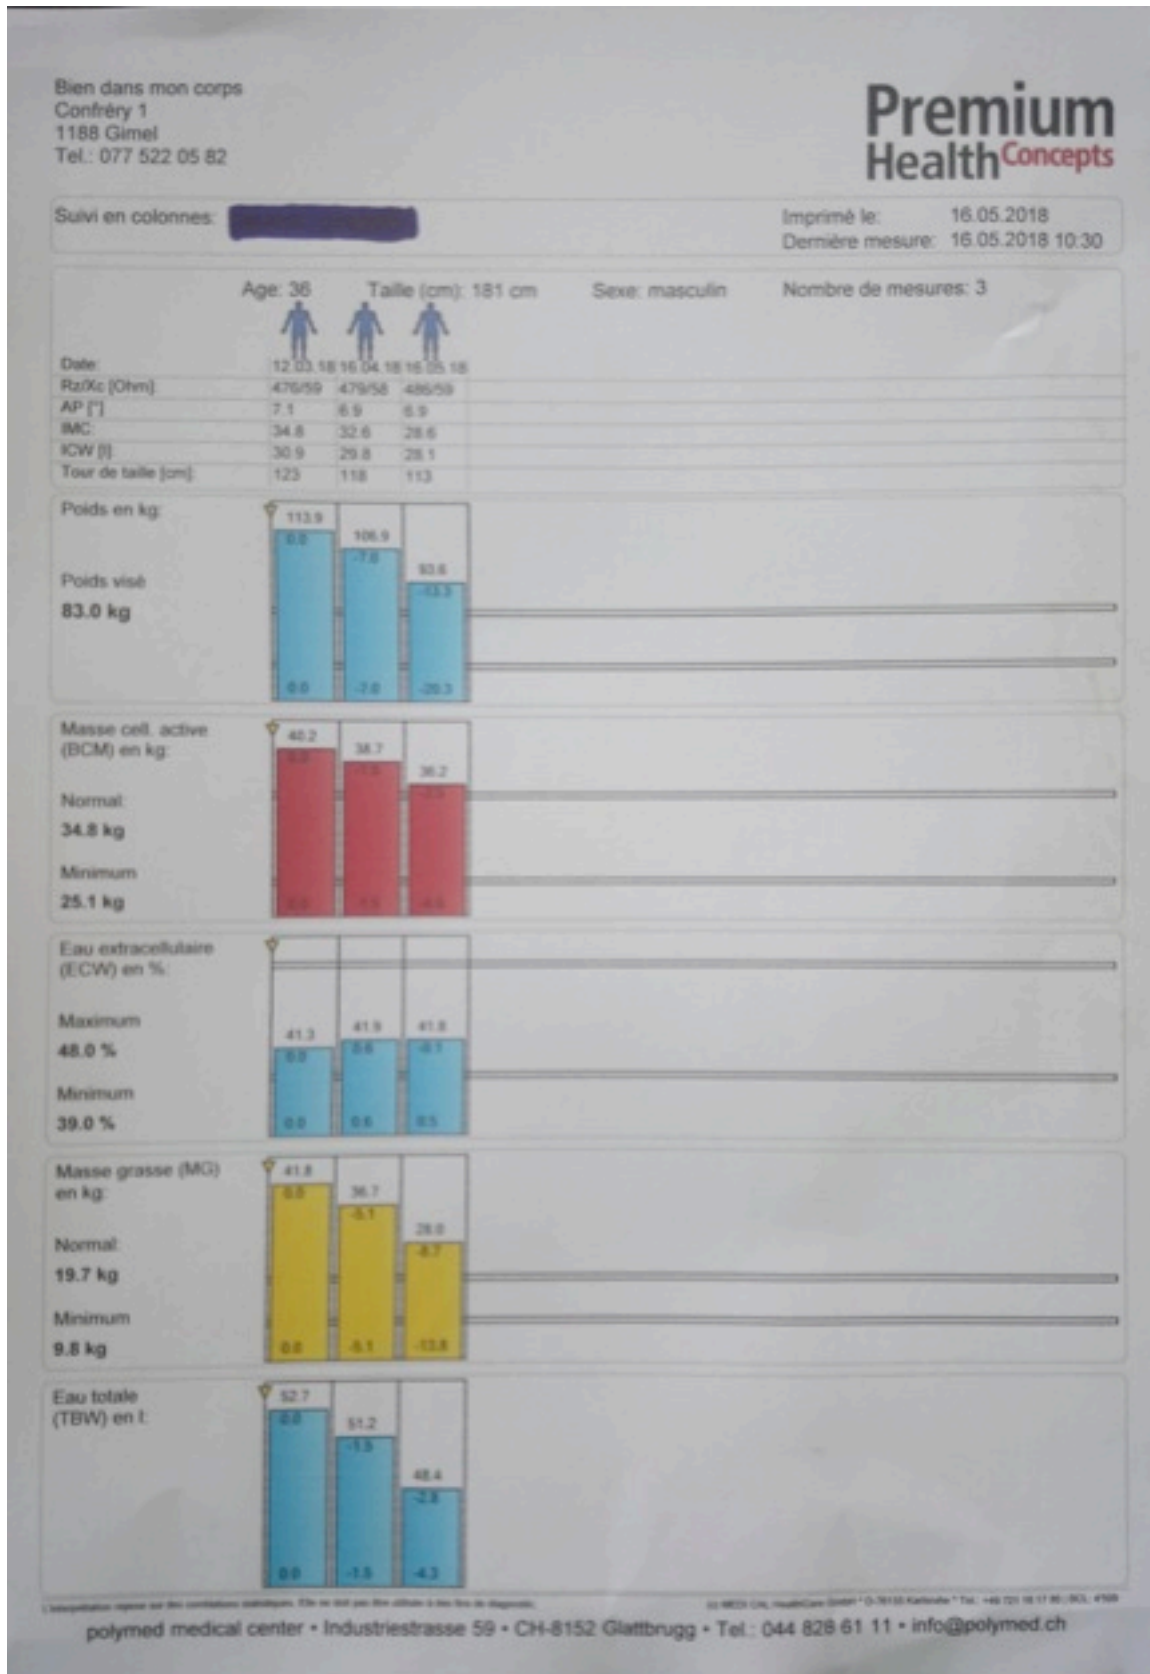 Bien dans mon corps
Confréry 1
1188 Gimel
Tel.: 077 522 05 82
Premium
Health Concepts
Suivi en colonnes:
Imprimé le: 16.05.2018
Dernière mesure: 16.05.2018 10:30
Age: 36 Taille (cm): 181 cm Sexe: masculin Nombre de mesures: 3
Date: 12.03.18 16.04.18 16.05.18
Rz/Xc [Ohm] 476/59 479/58 486/59
AP [°] 7.1 6.9 6.9
IMC: 34.8 32.6 28.6
ICW [l] 30.9 29.8 28.1
Tour de taille [cm] 123 118 113
Poids en kg:
113.9 106.9 93.6
0.0 -7.0 -13.3
Poids visé
83.0 kg
0.0 -7.0 -20.3
Masse cell. active
(BCM) en kg:
40.2 38.7 36.2
Normal:
34.8 kg
Minimum
25.1 kg
Eau extracellulaire
(ECW) en %:
Maximum
48.0 %
41.3 41.9 41.8
0.0 0.6 -0.1
Minimum
39.0 %
0.0 0.6 0.5
Masse grasse (MG)
en kg:
41.8 36.7 28.0
0.0 -5.1 -8.7
Normal:
19.7 kg
Minimum
9.8 kg
0.0 -5.1 -13.8
Eau totale
(TBW) en l:
52.7 51.2 48.4
0.0 -1.5 -2.8
0.0 -1.5 -4.3
polymed medical center • Industriestrasse 59 • CH-8152 Glattbrugg • Tel.: 044 828 61 11 • info@polymed.ch